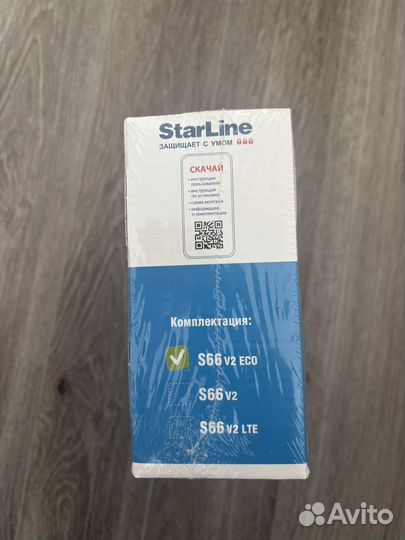 StarLine
ЗАЩИЩАЕТ С УМОМ
СКАЧАЙ
• инструкция
пользователя
• инструкция
по установке
• схема монтажа
• информация
о комплектации
Комплектация:
S66 V2 ECO
S66 V2
S66 V2 LTE
Avito